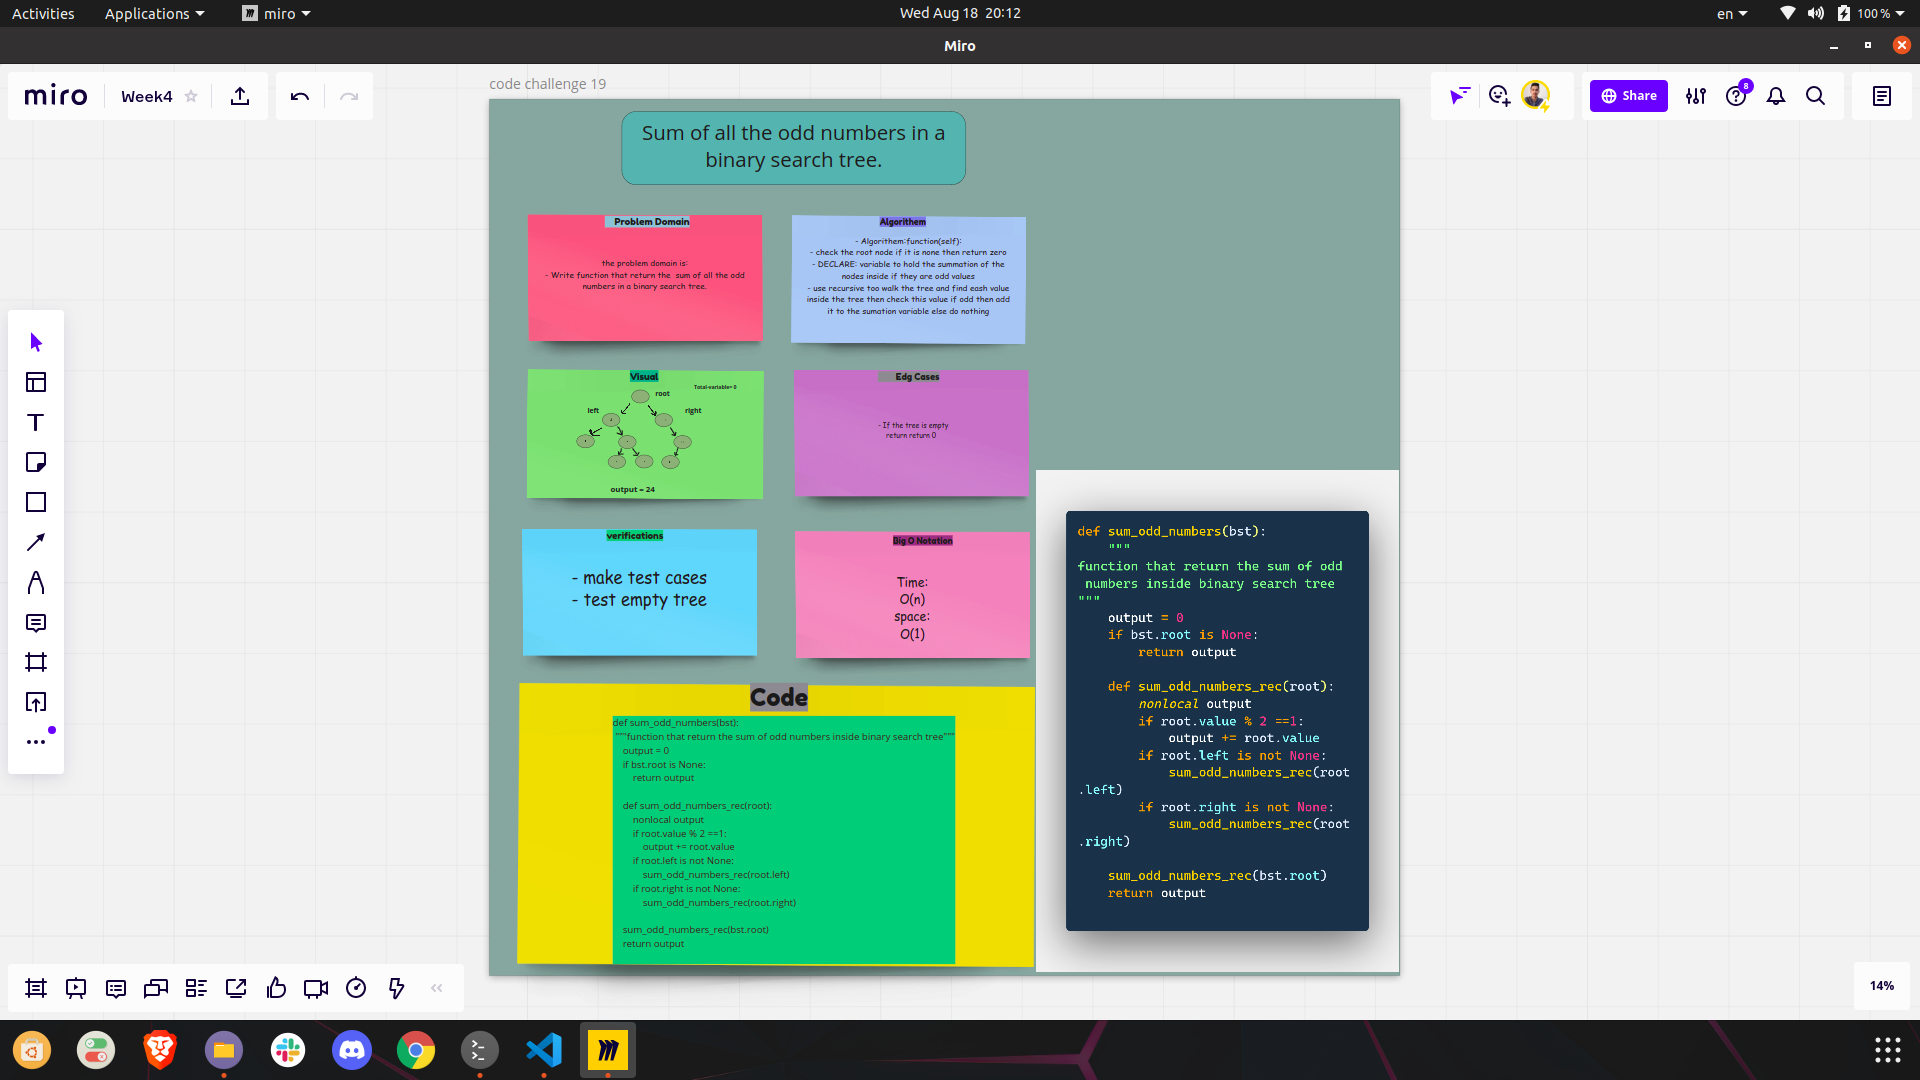 Activities
Applications
miro
Wed Aug 18  20:12
en
100 %
Miro
miro
Week4
Share
8
code challenge 19
Sum of all the odd numbers in a
binary search tree.
Problem Domain
the problem domain is:
- Write function that return the  sum of all the odd
numbers in a binary search tree.
Algorithem
- Algorithem:function(self):
- check the root node if it is none then return zero
- DECLARE: variable to hold the summation of the
nodes inside if they are odd values
- use recursive too walk the tree and find eash value
inside the tree then check this value if odd then add
it to the sumation variable else do nothing
Visual
Total-variable= 0
root
left
right
output = 24
Edg Cases
- If the tree is empty
return return 0
verifications
- make test cases
- test empty tree
Big O Notation
Time:
O(n)
space:
O(1)
Code
def sum_odd_numbers(bst):
"""function that return the sum of odd numbers inside binary search tree"""
output = 0
if bst.root is None:
return output
def sum_odd_numbers_rec(root):
nonlocal output
if root.value % 2 ==1:
output += root.value
if root.left is not None:
sum_odd_numbers_rec(root.left)
if root.right is not None:
sum_odd_numbers_rec(root.right)
sum_odd_numbers_rec(bst.root)
return output
def sum_odd_numbers(bst):
"""
function that return the sum of odd
numbers inside binary search tree
"""
output = 0
if bst.root is None:
return output
def sum_odd_numbers_rec(root):
nonlocal output
if root.value % 2 ==1:
output += root.value
if root.left is not None:
sum_odd_numbers_rec(root
.left)
if root.right is not None:
sum_odd_numbers_rec(root
.right)
sum_odd_numbers_rec(bst.root)
return output
14%